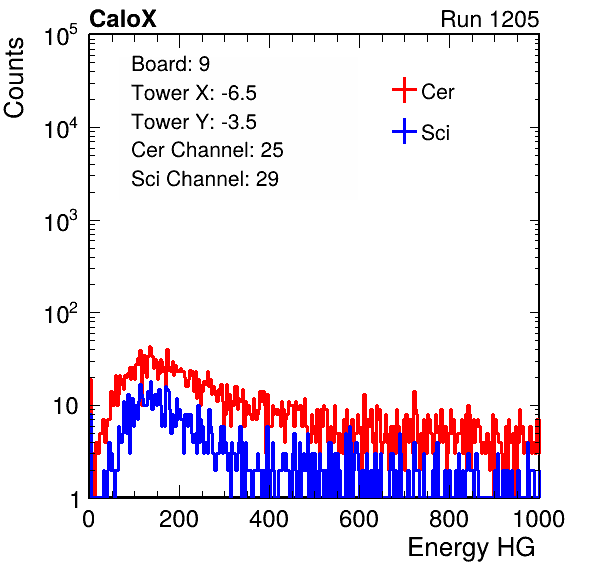 CaloX Run 1205
Counts
Board: 9
Tower X: -6.5
Tower Y: -3.5
Cer Channel: 25
Sci Channel: 29
Cer
Sci
10^5
10^4
10^3
10^2
10
1
0 200 400 600 800 1000
Energy HG